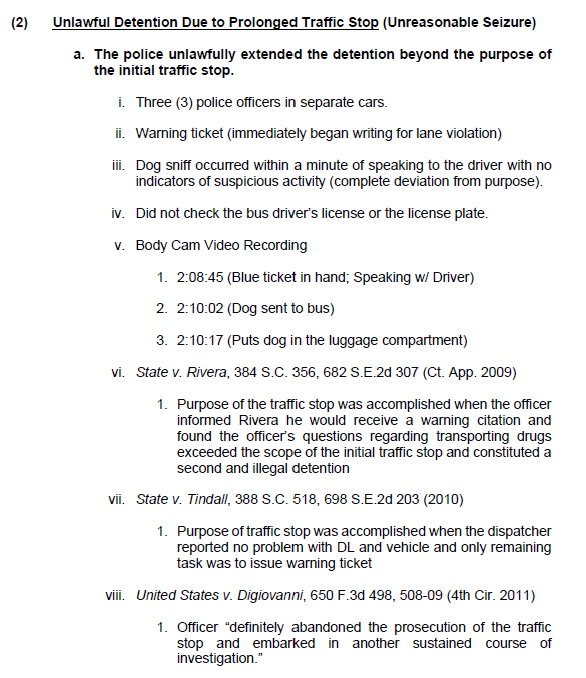 (2) Unlawful Detention Due to Prolonged Traffic Stop (Unreasonable Seizure)
a. The police unlawfully extended the detention beyond the purpose of
the initial traffic stop.
i. Three (3) police officers in separate cars.
ii. Warning ticket (immediately began writing for lane violation)
iii. Dog sniff occurred within a minute of speaking to the driver with no
indicators of suspicious activity (complete deviation from purpose).
iv. Did not check the bus driver's license or the license plate.
v. Body Cam Video Recording
1. 2:08:45 (Blue ticket in hand; Speaking w/ Driver)
2. 2:10:02 (Dog sent to bus)
3. 2:10:17 (Puts dog in the luggage compartment)
vi. State v. Rivera, 384 S.C. 356, 682 S.E.2d 307 (Ct. App. 2009)
1. Purpose of the traffic stop was accomplished when the officer
informed Rivera he would receive a warning citation and
found the officer's questions regarding transporting drugs
exceeded the scope of the initial traffic stop and constituted a
second and illegal detention
vii. State v. Tindall, 388 S.C. 518, 698 S.E.2d 203 (2010)
1. Purpose of traffic stop was accomplished when the dispatcher
reported no problem with DL and vehicle and only remaining
task was to issue warning ticket
viii. United States v. Digiovanni, 650 F.3d 498, 508-09 (4th Cir. 2011)
1. Officer "definitely abandoned the prosecution of the traffic
stop and embarked in another sustained course of
investigation."